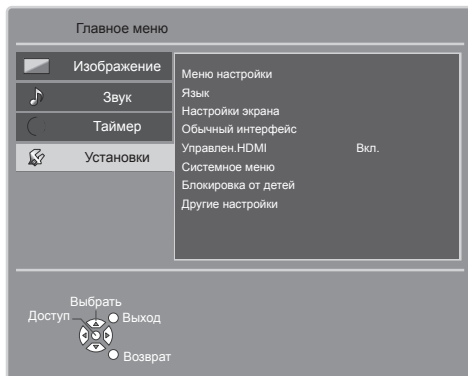 Главное меню
Изображение
Звук
Таймер
Установки
Меню настройки
Язык
Настройки экрана
Обычный интерфейс
Управлен.HDMI Вкл.
Системное меню
Блокировка от детей
Другие настройки
Выбрать
Доступ
Выход
Возврат